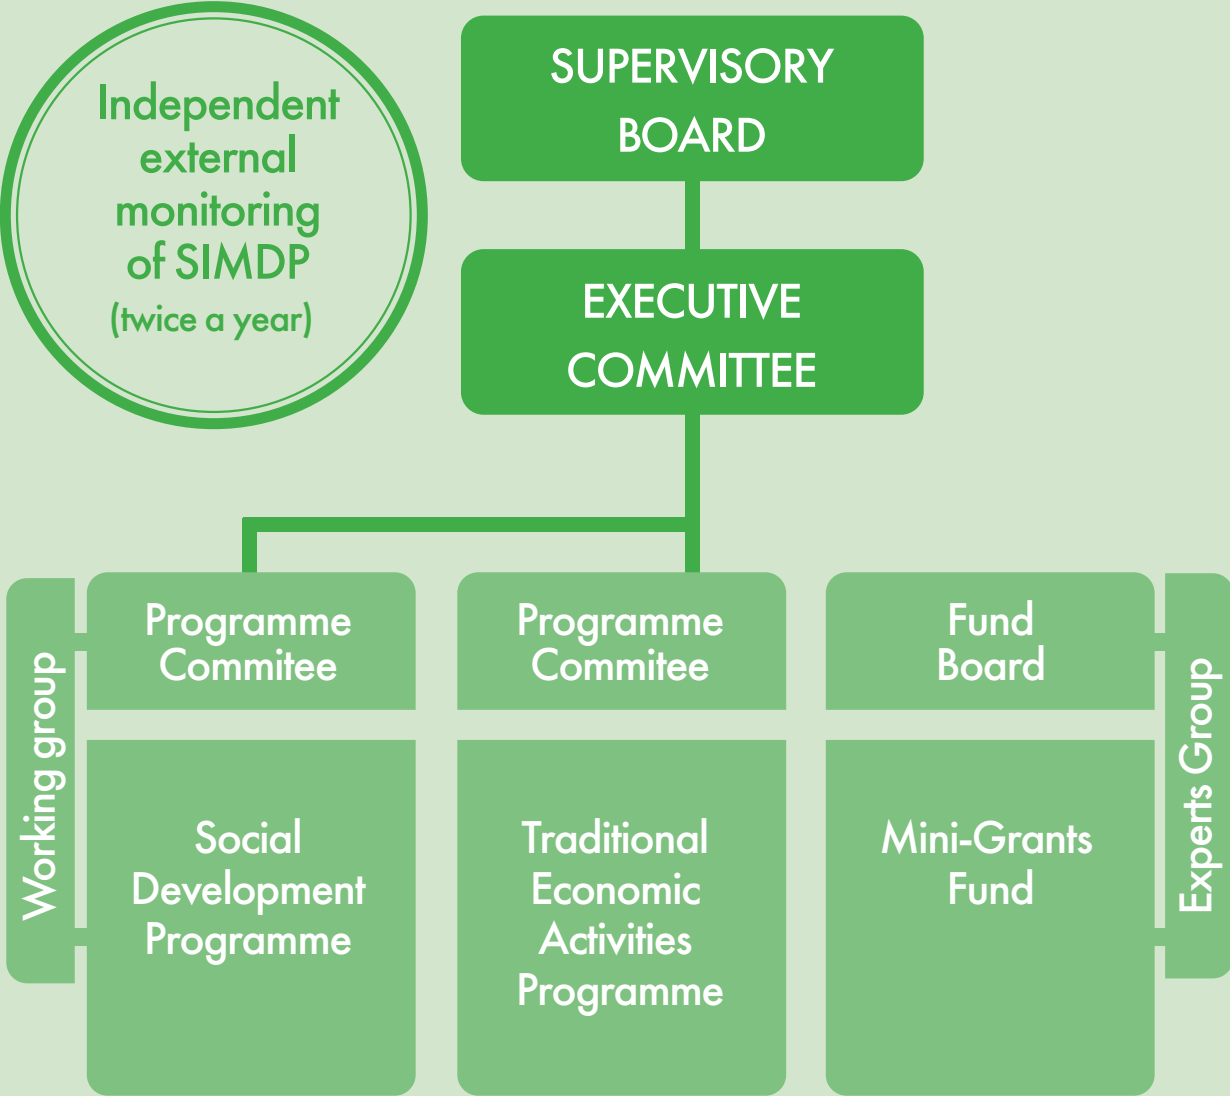 Independent
external
monitoring
of SIMDP
(twice a year)
SUPERVISORY
BOARD
EXECUTIVE
COMMITTEE
Working group
Programme
Commitee
Programme
Commitee
Fund
Board
Social
Development
Programme
Traditional
Economic
Activities
Programme
Mini-Grants
Fund
Experts Group